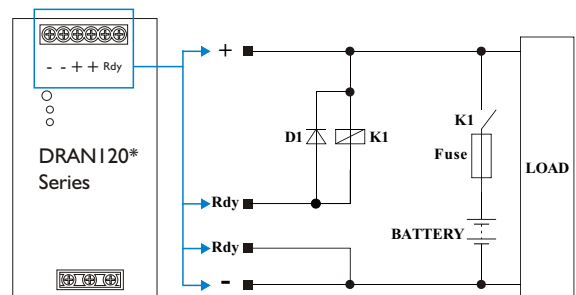 - - + + Rdy
DRAN120*
Series
+
D1
K1
K1
Fuse
LOAD
Rdy
BATTERY
Rdy
-